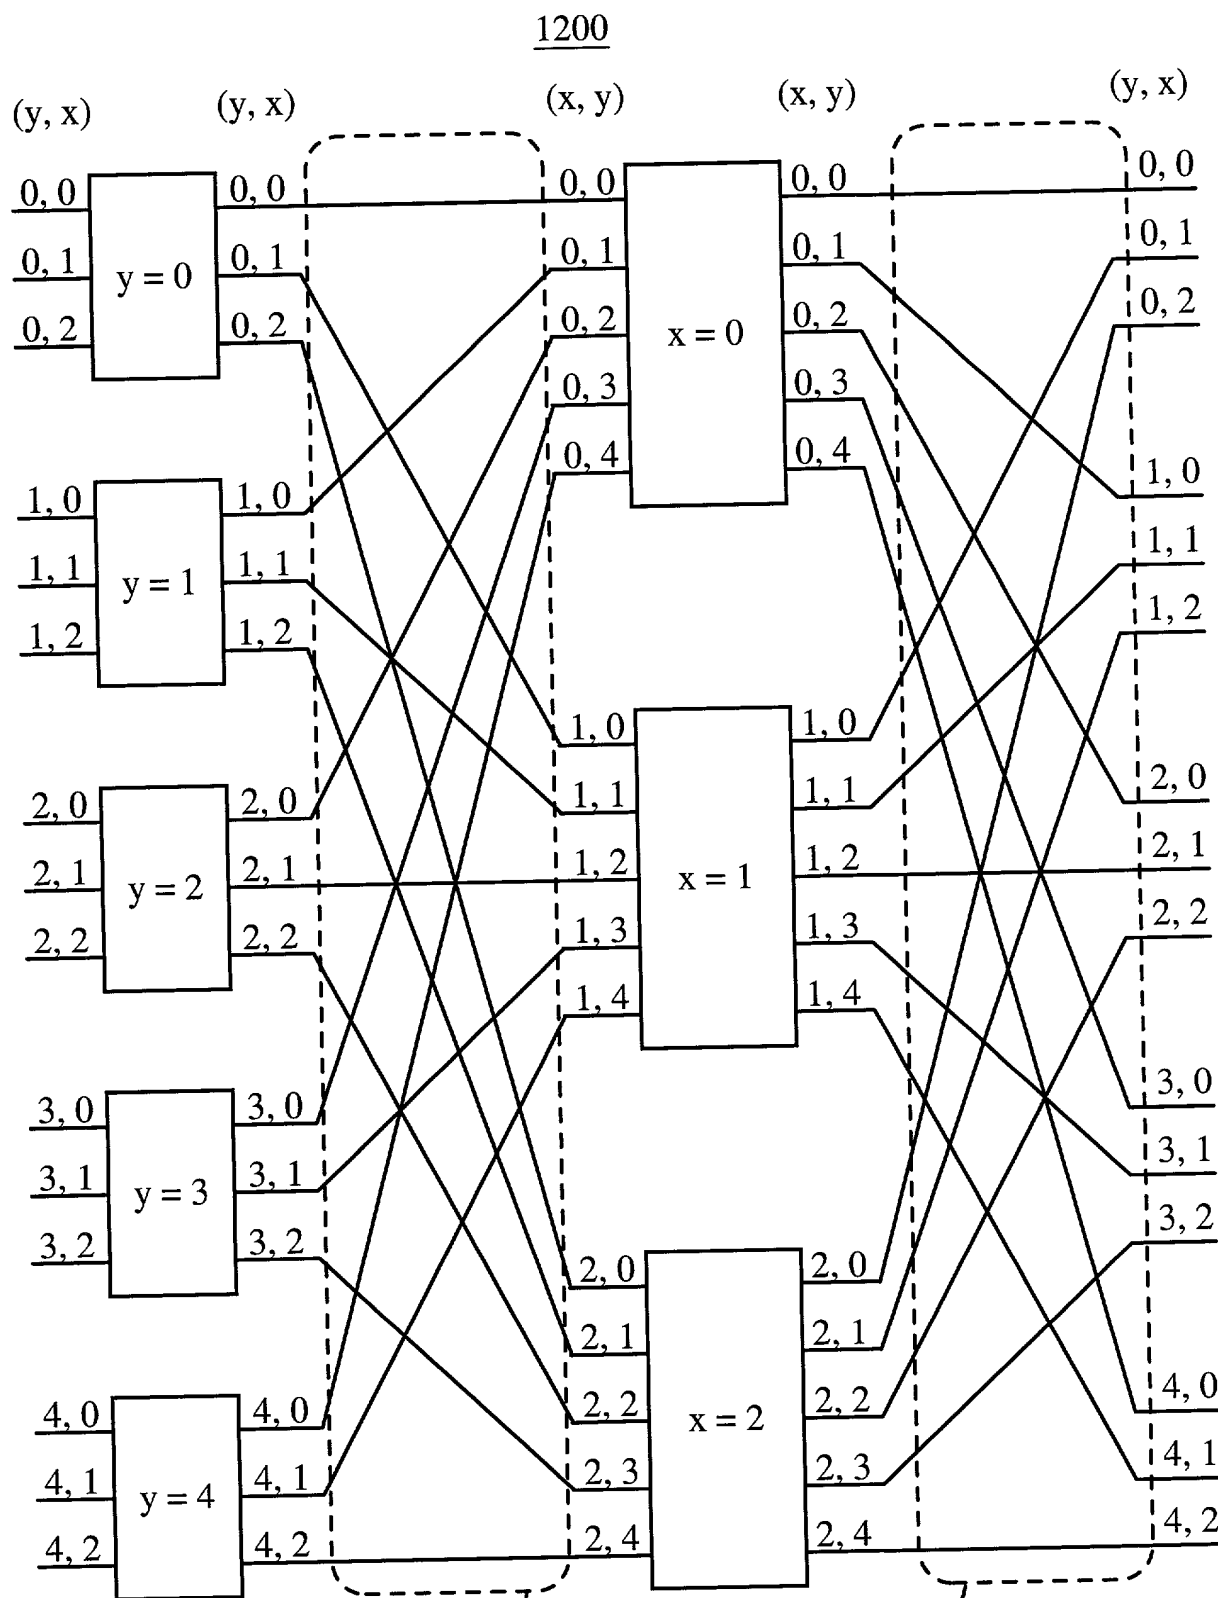 1200
(y, x) (y, x) (x, y) (x, y) (y, x)
0, 0 0, 0 0, 0 0, 0 0, 0
0, 1 y = 0 0, 1 0, 1 0, 1 0, 1
0, 2 0, 2 0, 2 x = 0 0, 2 0, 2
0, 3 0, 3
0, 4 0, 4
1, 0 1, 0 1, 0
1, 1 y = 1 1, 1 1, 1
1, 2 1, 2 1, 2
1, 0 1, 0
2, 0 2, 0 1, 1 1, 1 2, 0
2, 1 y = 2 2, 1 1, 2 x = 1 1, 2 2, 1
2, 2 2, 2 1, 3 1, 3 2, 2
1, 4 1, 4
3, 0 3, 0 3, 0
3, 1 y = 3 3, 1 3, 1
3, 2 3, 2 3, 2
2, 0 2, 0
2, 1 2, 1
4, 0 4, 0 2, 2 x = 2 2, 2 4, 0
4, 1 y = 4 4, 1 2, 3 2, 3 4, 1
4, 2 4, 2 2, 4 2, 4 4, 2